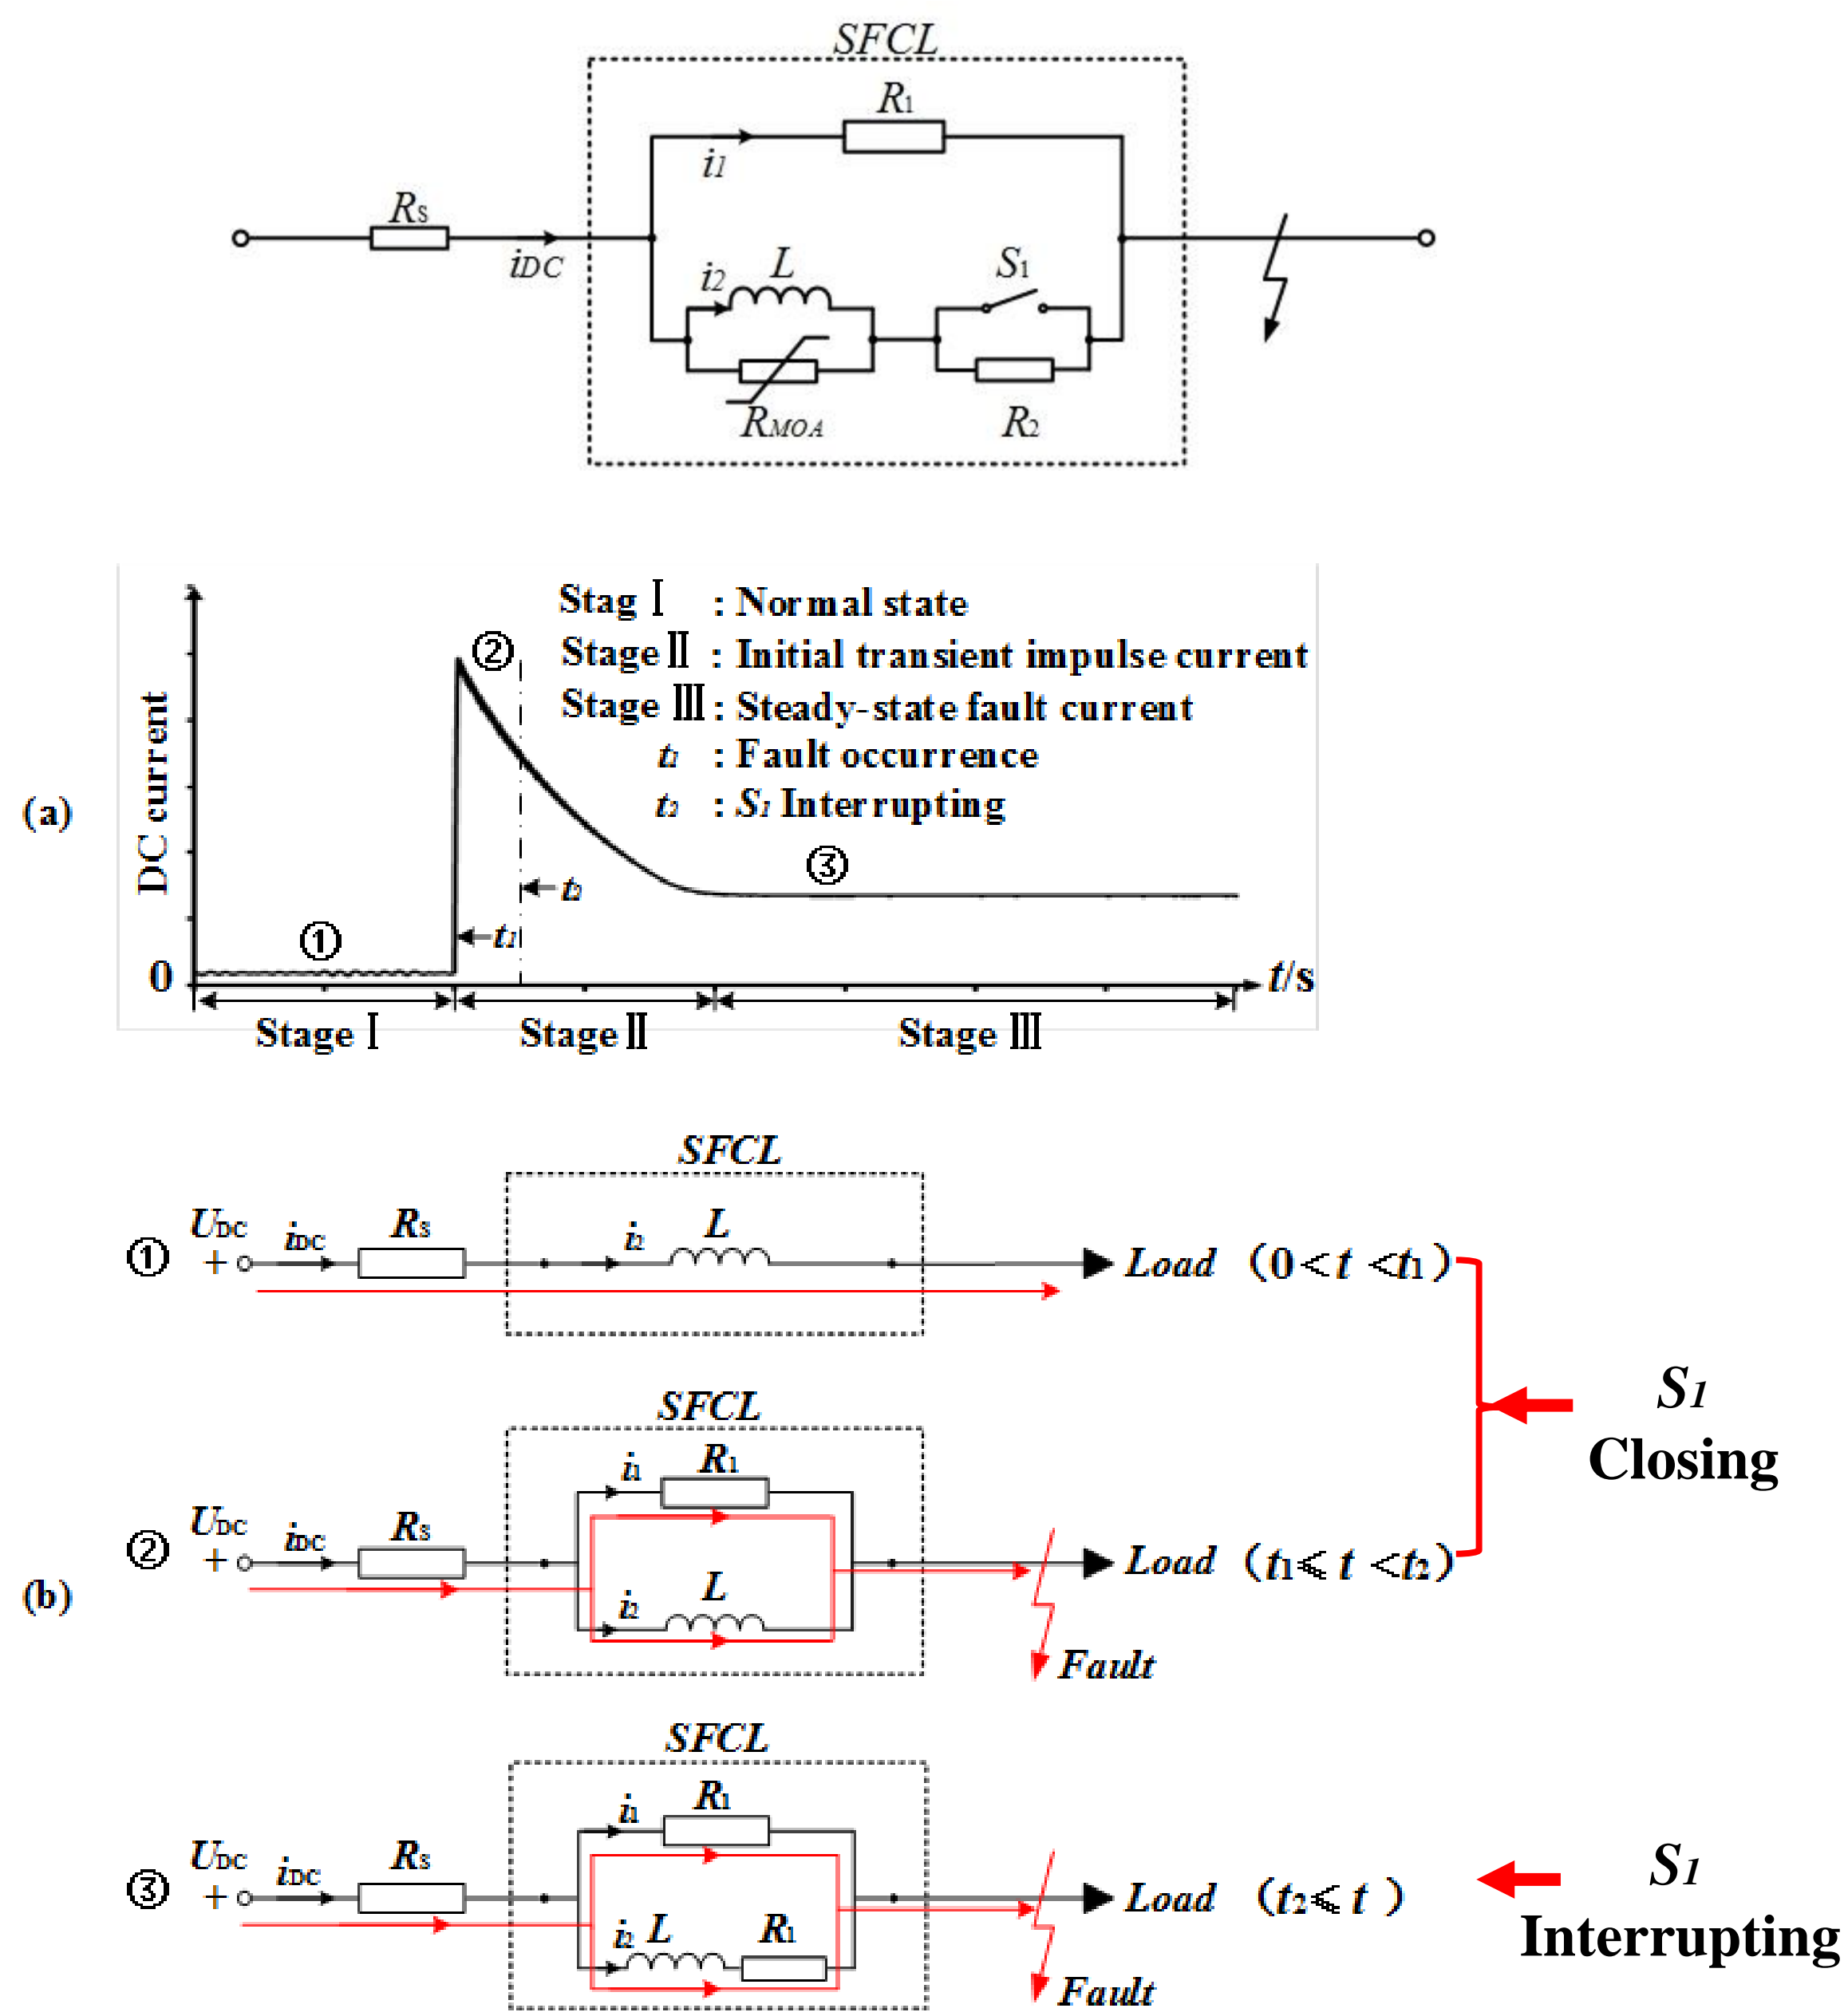 SFCL
R1
i1
RS
iDC
i2 L S1
RMOA R2
(a)
DC current
Stag Ⅰ : Normal state
Stage Ⅱ : Initial transient impulse current
Stage Ⅲ : Steady-state fault current
t1 : Fault occurrence
t2 : S1 Interrupting
②
③
t2
①
t1
0
t/s
Stage Ⅰ Stage Ⅱ Stage Ⅲ
(b)
SFCL
① UDC + iDC RS i2 L Load (0<t <t1)
S1
Closing
SFCL
i1 R1
② UDC + iDC RS Load (t1⩽ t <t2)
i2 L
Fault
SFCL
i1 R1
③ UDC + iDC RS Load (t2⩽ t )
i2 L R1
Fault
S1
Interrupting